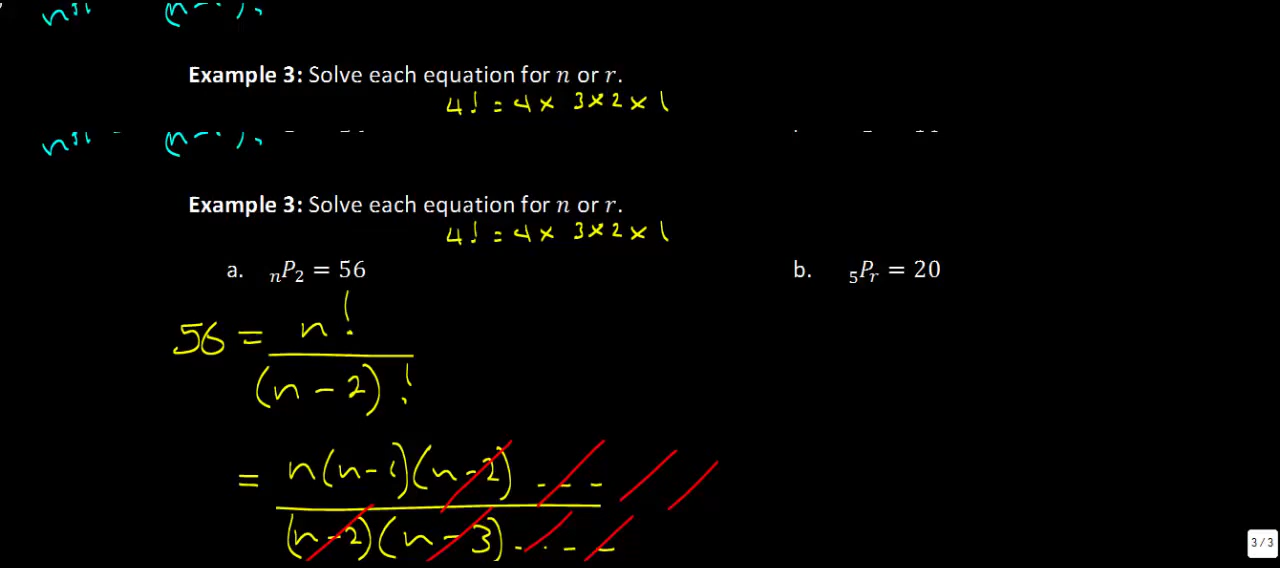 Example 3: Solve each equation for n or r.
4! = 4 × 3 × 2 × 1
Example 3: Solve each equation for n or r.
4! = 4 × 3 × 2 × 1
a. ₙP₂ = 56
b. ₅Pᵣ = 20
56 = n! / (n - 2)!
= n(n-1)(n-2) - - - / (n-2)(n-3) - - - -
3 / 3